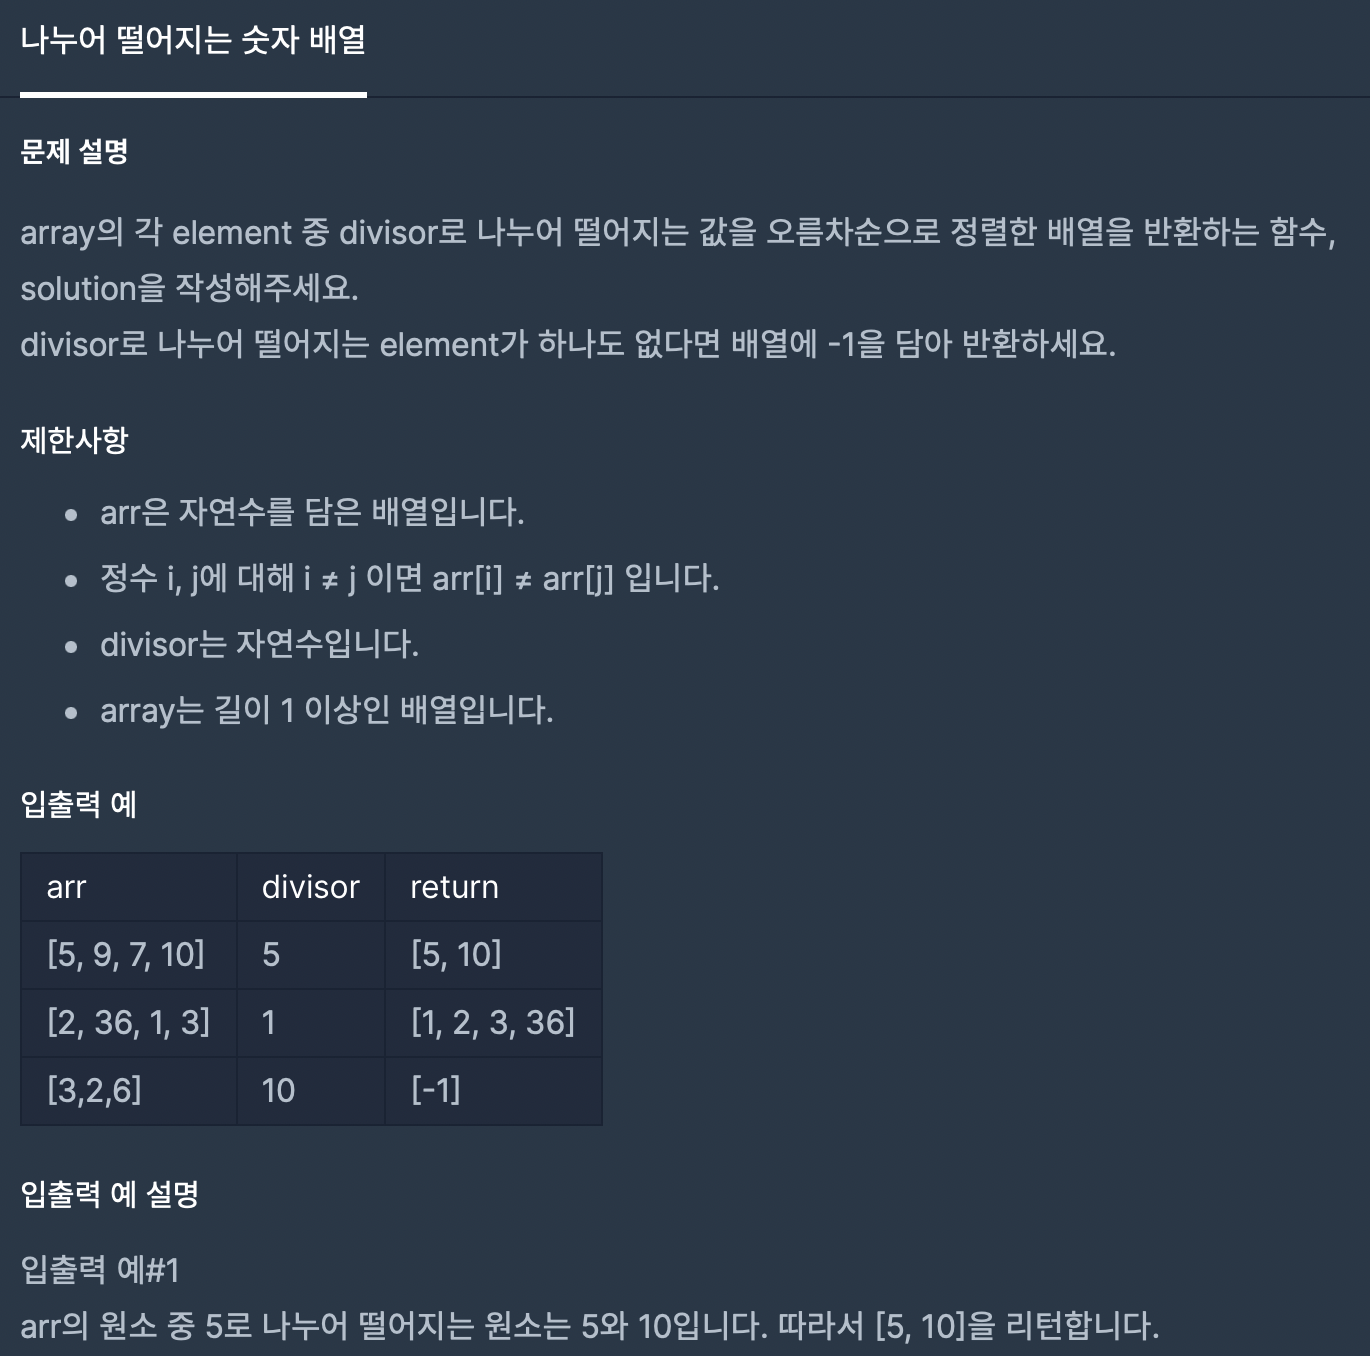 나누어 떨어지는 숫자 배열
문제 설명
array의 각 element 중 divisor로 나누어 떨어지는 값을 오름차순으로 정렬한 배열을 반환하는 함수,
solution을 작성해주세요.
divisor로 나누어 떨어지는 element가 하나도 없다면 배열에 -1을 담아 반환하세요.
제한사항
• arr은 자연수를 담은 배열입니다.
• 정수 i, j에 대해 i ≠ j 이면 arr[i] ≠ arr[j] 입니다.
• divisor는 자연수입니다.
• array는 길이 1 이상인 배열입니다.
입출력 예
arr divisor return
[5, 9, 7, 10] 5 [5, 10]
[2, 36, 1, 3] 1 [1, 2, 3, 36]
[3,2,6] 10 [-1]
입출력 예 설명
입출력 예#1
arr의 원소 중 5로 나누어 떨어지는 원소는 5와 10입니다. 따라서 [5, 10]을 리턴합니다.